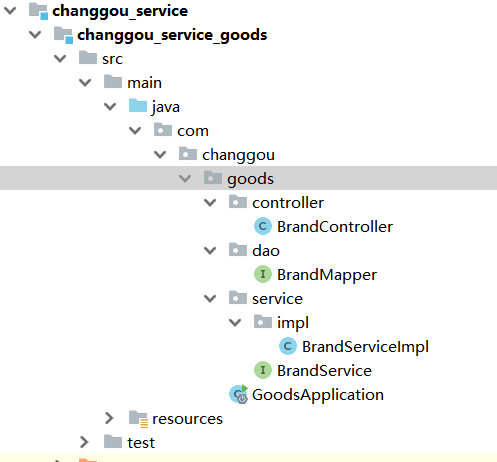 changgou_service
changgou_service_goods
src
main
java
com
changgou
goods
controller
C BrandController
dao
I BrandMapper
service
impl
C BrandServiceImpl
I BrandService
GoodsApplication
resources
test